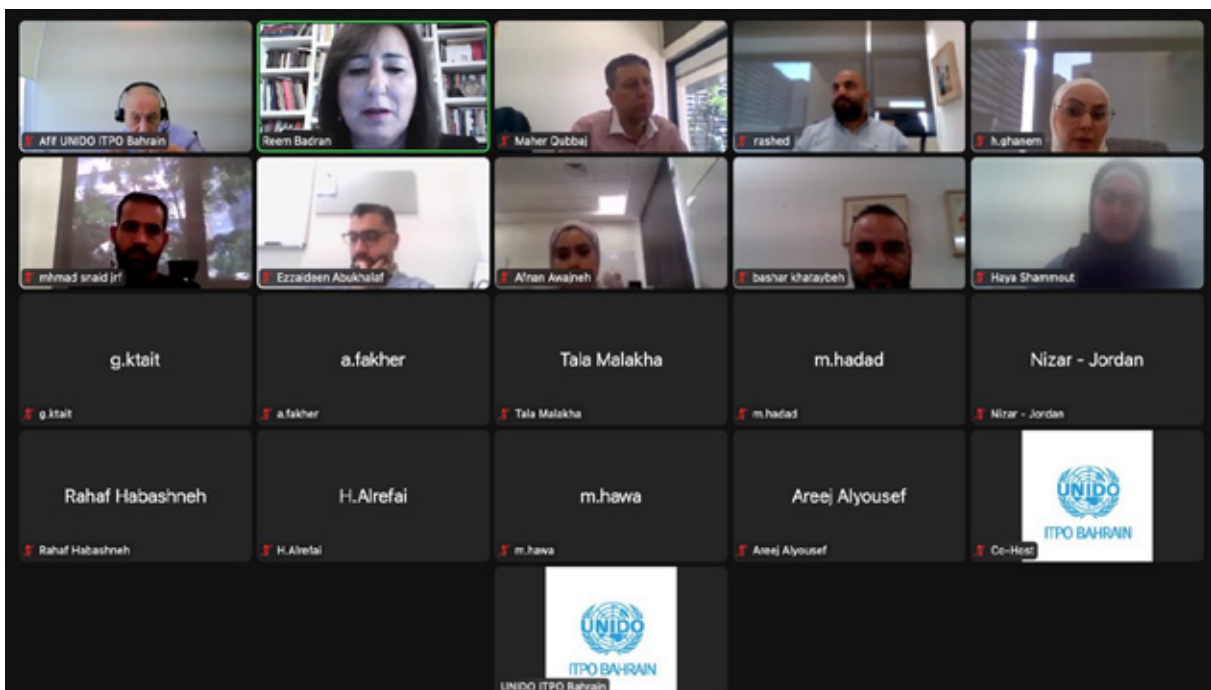 Afif UNIDO ITPO Bahrain
Reem Badran
Maher Qubbaj
rashed
h.ghanem
mhmad snaid jrf
Ezzaideen Abukhalaf
Afnan Awajneh
bashar khataybeh
Haya Shammout
g.ktait
g.ktait
a.fakher
a.fakher
Tala Malakha
Tala Malakha
m.hadad
m.hadad
Nizar - Jordan
Nizar - Jordan
Rahaf Habashneh
Rahaf Habashneh
H.Alrefai
H.Alrefai
m.hawa
m.hawa
Areej Alyousef
Areej Alyousef
UNIDO
ITPO BAHRAIN
Co-Host
UNIDO
ITPO BAHRAIN
UNIDO ITPO Bahrain